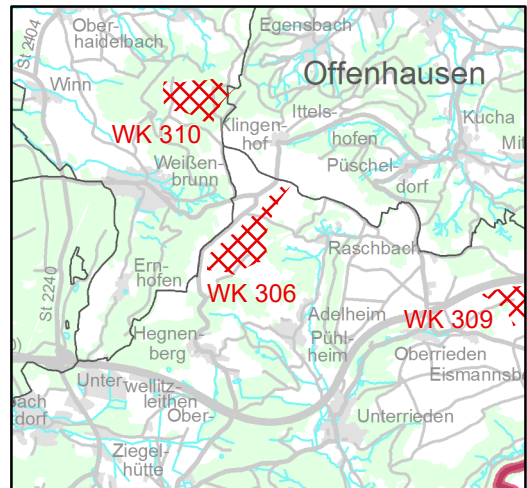 St 2404
Ober-
haidelbach
Egensbach
Offenhausen
Winn
WK 310
Klingen-
hof
Ittels-
hofen
Kucha
Mit
Püschel-
dorf
Weißen-
brunn
Raschbach
Ern-
hofen
St 2240
WK 306
Adelheim
Pühl-
heim
WK 309
Hegnen-
berg
Oberrieden
Eismannsbe
Unter-
wellitz-
leithen
Ober-
Unterrieden
bach
dorf
Ziegel-
hütte